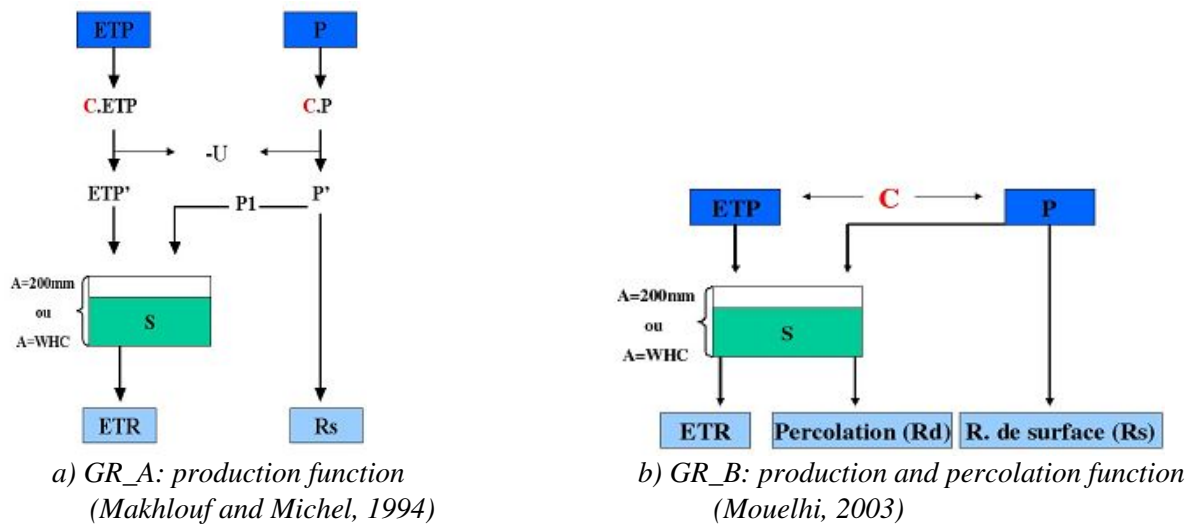 ETP
P
C.ETP
C.P
-U
ETP'
P1
P'
A=200mm
ou
A=WHC
S
ETR
Rs
a) GR_A: production function
(Makhlouf and Michel, 1994)
ETP
C
P
A=200mm
ou
A=WHC
S
ETR
Percolation (Rd)
R. de surface (Rs)
b) GR_B: production and percolation function
(Mouelhi, 2003)